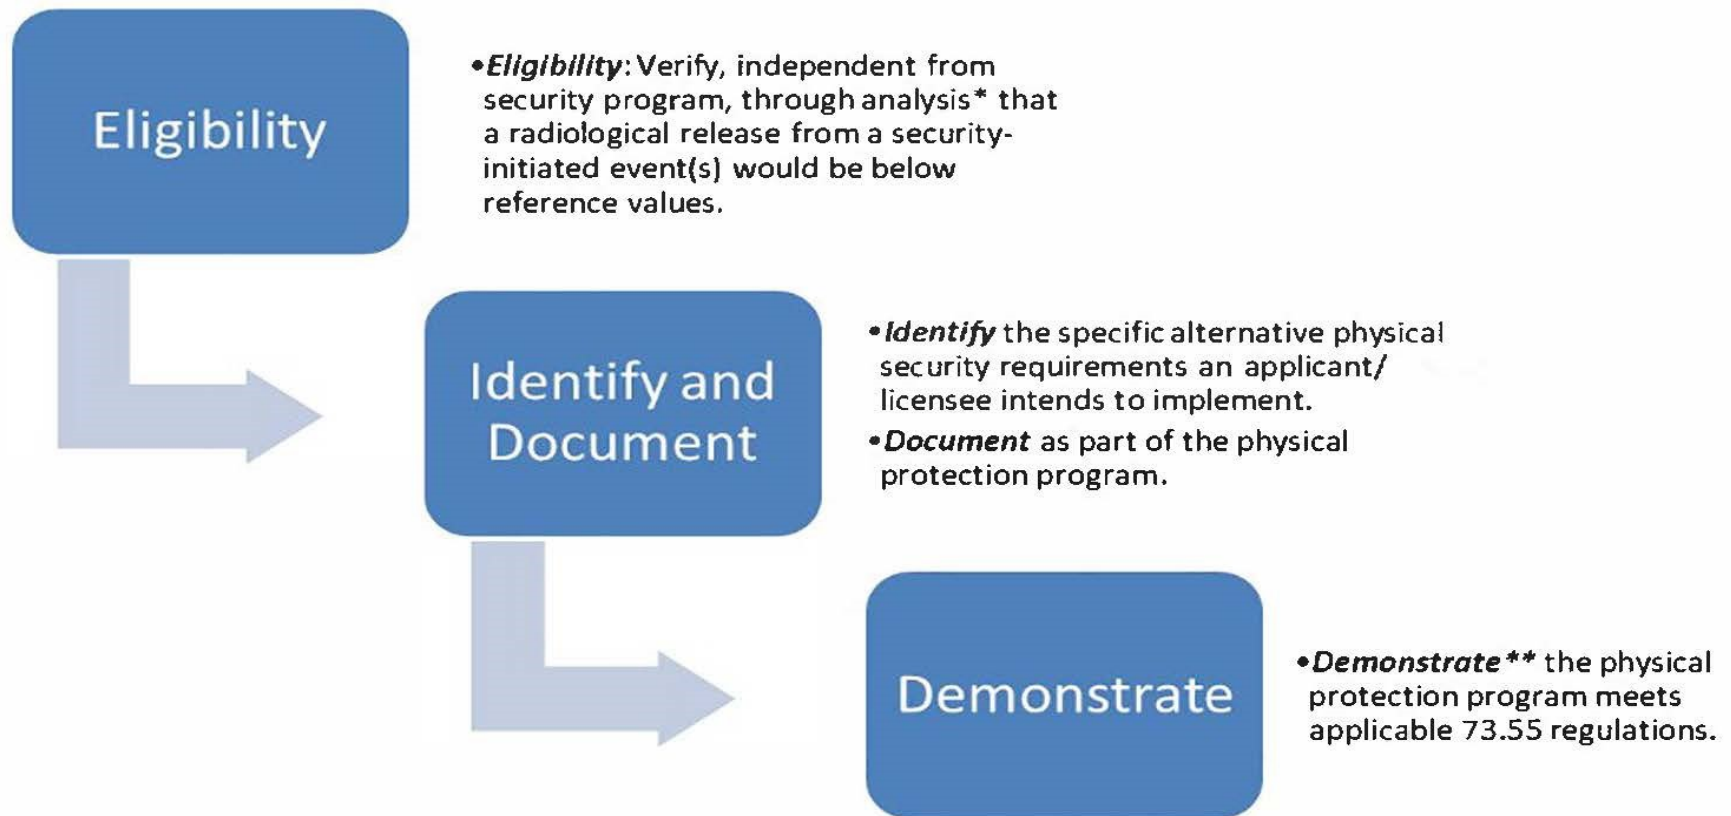 Eligibility
•Eligibility: Verify, independent from
security program, through analysis* that
a radiological release from a security-
initiated event(s) would be below
reference values.
Identify and
Document
•Identify the specific alternative physical
security requirements an applicant/
licensee intends to implement.
•Document as part of the physical
protection program.
Demonstrate
•Demonstrate** the physical
protection program meets
applicable 73.55 regulations.